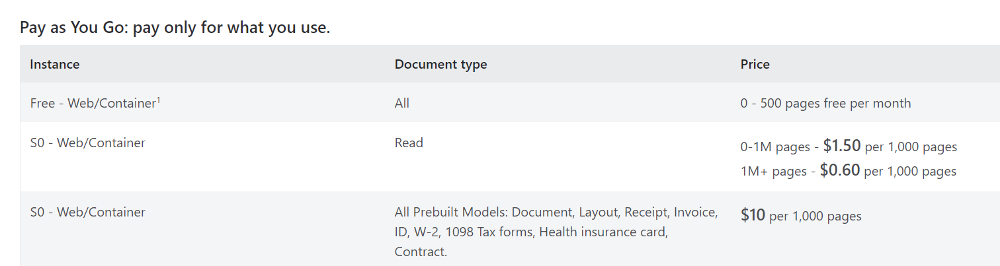 Pay as You Go: pay only for what you use.
Instance Document type Price
Free - Web/Container¹ All 0 - 500 pages free per month
S0 - Web/Container Read 0-1M pages - $1.50 per 1,000 pages
1M+ pages - $0.60 per 1,000 pages
S0 - Web/Container All Prebuilt Models: Document, Layout, Receipt, Invoice, $10 per 1,000 pages
ID, W-2, 1098 Tax forms, Health insurance card,
Contract.